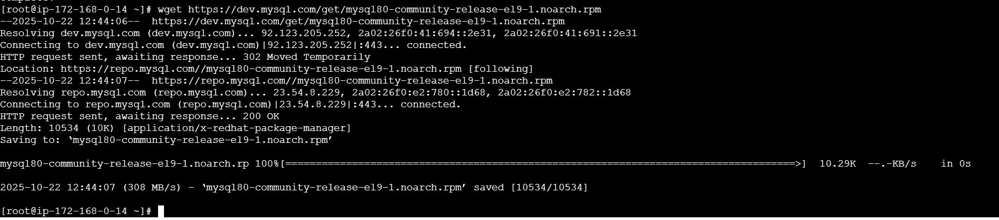 [root@ip-172-168-0-14 ~]# wget https://dev.mysql.com/get/mysql80-community-release-el9-1.noarch.rpm
--2025-10-22 12:44:06--  https://dev.mysql.com/get/mysql80-community-release-el9-1.noarch.rpm
Resolving dev.mysql.com (dev.mysql.com)... 92.123.205.252, 2a02:26f0:41:694::2e31, 2a02:26f0:41:691::2e31
Connecting to dev.mysql.com (dev.mysql.com)|92.123.205.252|:443... connected.
HTTP request sent, awaiting response... 302 Moved Temporarily
Location: https://repo.mysql.com//mysql80-community-release-el9-1.noarch.rpm [following]
--2025-10-22 12:44:07--  https://repo.mysql.com//mysql80-community-release-el9-1.noarch.rpm
Resolving repo.mysql.com (repo.mysql.com)... 23.54.8.229, 2a02:26f0:e2:780::1d68, 2a02:26f0:e2:782::1d68
Connecting to repo.mysql.com (repo.mysql.com)|23.54.8.229|:443... connected.
HTTP request sent, awaiting response... 200 OK
Length: 10534 (10K) [application/x-redhat-package-manager]
Saving to: ‘mysql80-community-release-el9-1.noarch.rpm’
mysql80-community-release-el9-1.noarch.rp 100%[====================================================================================>]  10.29K  --.-KB/s    in 0s
2025-10-22 12:44:07 (308 MB/s) - ‘mysql80-community-release-el9-1.noarch.rpm’ saved [10534/10534]
[root@ip-172-168-0-14 ~]#